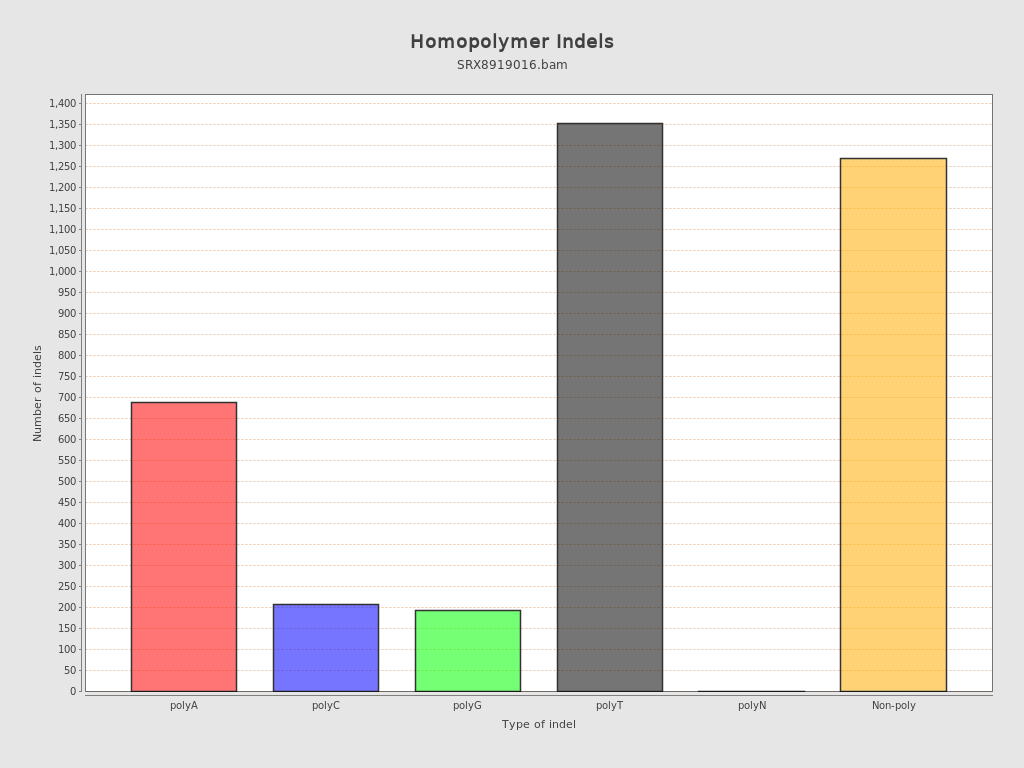 Homopolymer Indels
SRX8919016.bam
1,400
1,350
1,300
1,250
1,200
1,150
1,100
1,050
1,000
950
900
850
800
750
700
650
600
550
500
450
400
350
300
250
200
150
100
50
0
Number of indels
polyA
polyC
polyG
polyT
polyN
Non-poly
Type of indel